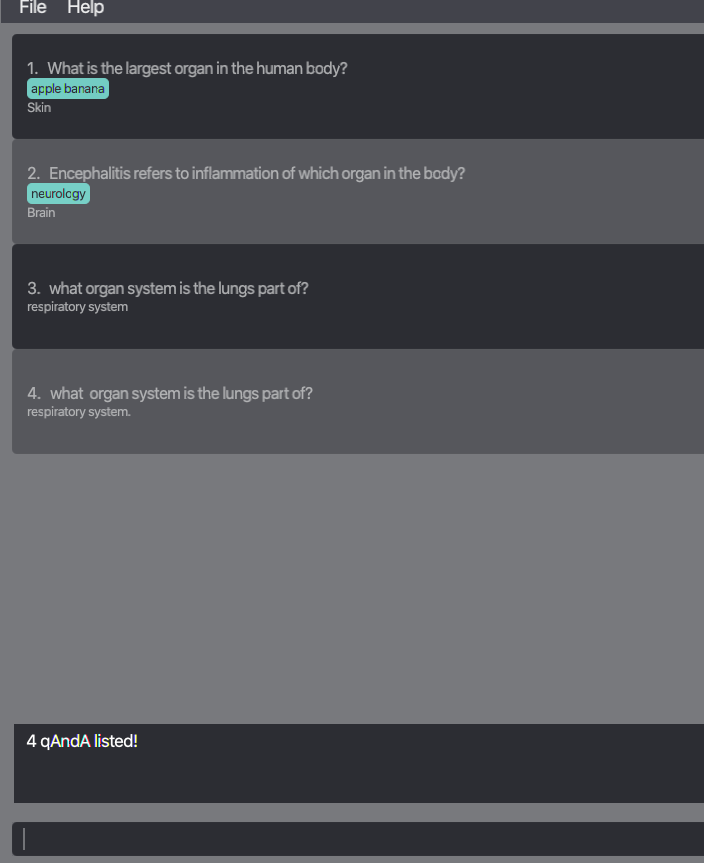 File Help
1. What is the largest organ in the human body?
apple banana
Skin
2. Encephalitis refers to inflammation of which organ in the body?
neurology
Brain
3. what organ system is the lungs part of?
respiratory system
4. what  organ system is the lungs part of?
respiratory system.
4 qAndA listed!